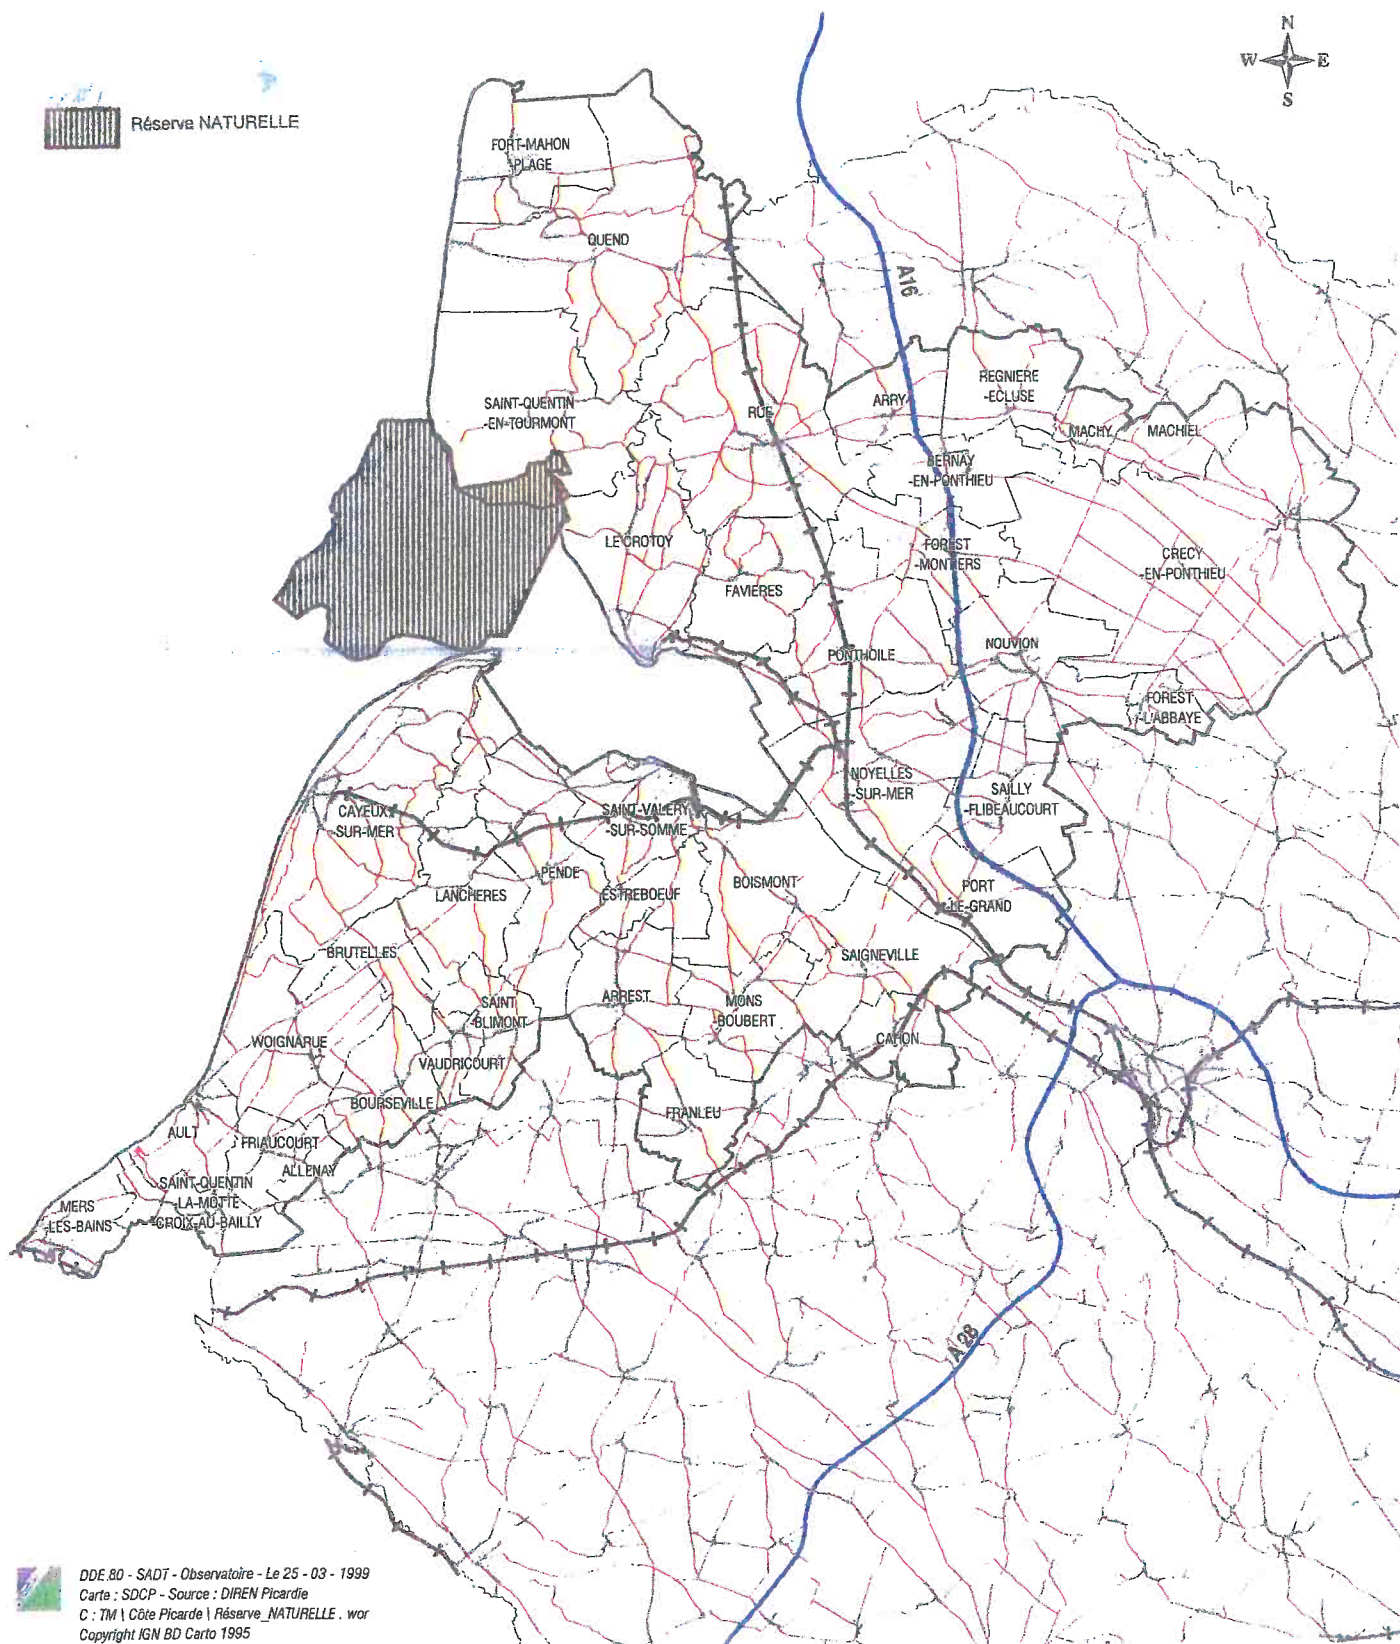 N
W E
S
Réserve NATURELLE
FORT-MAHON
-PLAGE
QUEND
A16
REGNIERE
-ECLUSE
ARRY
SAINT-QUENTIN
-EN-TOURMONT
RUE
MACHY
MACHIEL
BERNAY
-EN-PONTHIEU
LE CROTOY
FOREST
-MONTIERS
CRECY
-EN-PONTHIEU
FAVIERES
PONTHOILE
NOUVION
FOREST
-L'ABBAYE
NOYELLES
-SUR-MER
SAILLY
-FLIBEAUCOURT
CAYEUX
-SUR-MER
SAINT-VALERY
-SUR-SOMME
PENDE
LANCHERES
ESTREBOEUF
BOISMONT
PORT
-LE-GRAND
BRUTELLES
SAIGNEVILLE
SAINT
-BLIMONT
ARREST
MONS
-BOUBERT
WOIGNARUE
CAHON
VAUDRICOURT
BOURSEVILLE
FRANLEU
AULT
FRIAUCOURT
ALLENAY
SAINT-QUENTIN
LA-MOTTE
-CROIX-AU-BAILLY
MERS
-LES-BAINS
A 28
DDE.80 - SADT - Observatoire - Le 25 - 03 - 1999
Carte : SDCP - Source : DIREN Picardie
C : TM \ Côte Picarde \ Réserve_NATURELLE . wor
Copyright IGN BD Carto 1995